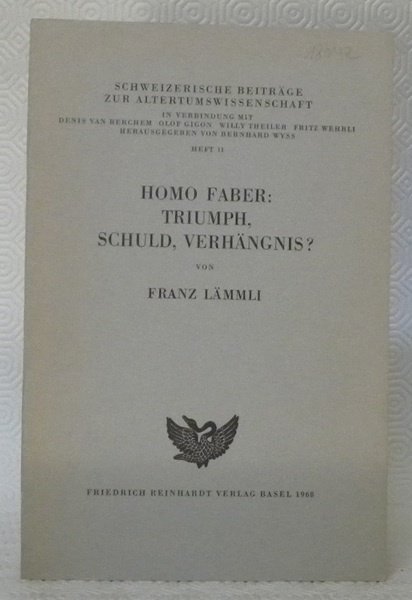 SCHWEIZERISCHE BEITRÄGE
ZUR ALTERTUMSWISSENSCHAFT
IN VERBINDUNG MIT
DENIS VAN BERCHEM OLOF GIGON WILLY THEILER FRITZ WEHRLI
HERAUSGEGEBEN VON BERNHARD WYSS
HEFT 11
HOMO FABER:
TRIUMPH,
SCHULD, VERHÄNGNIS?
VON
FRANZ LÄMMLI
FRIEDRICH REINHARDT VERLAG BASEL 1968